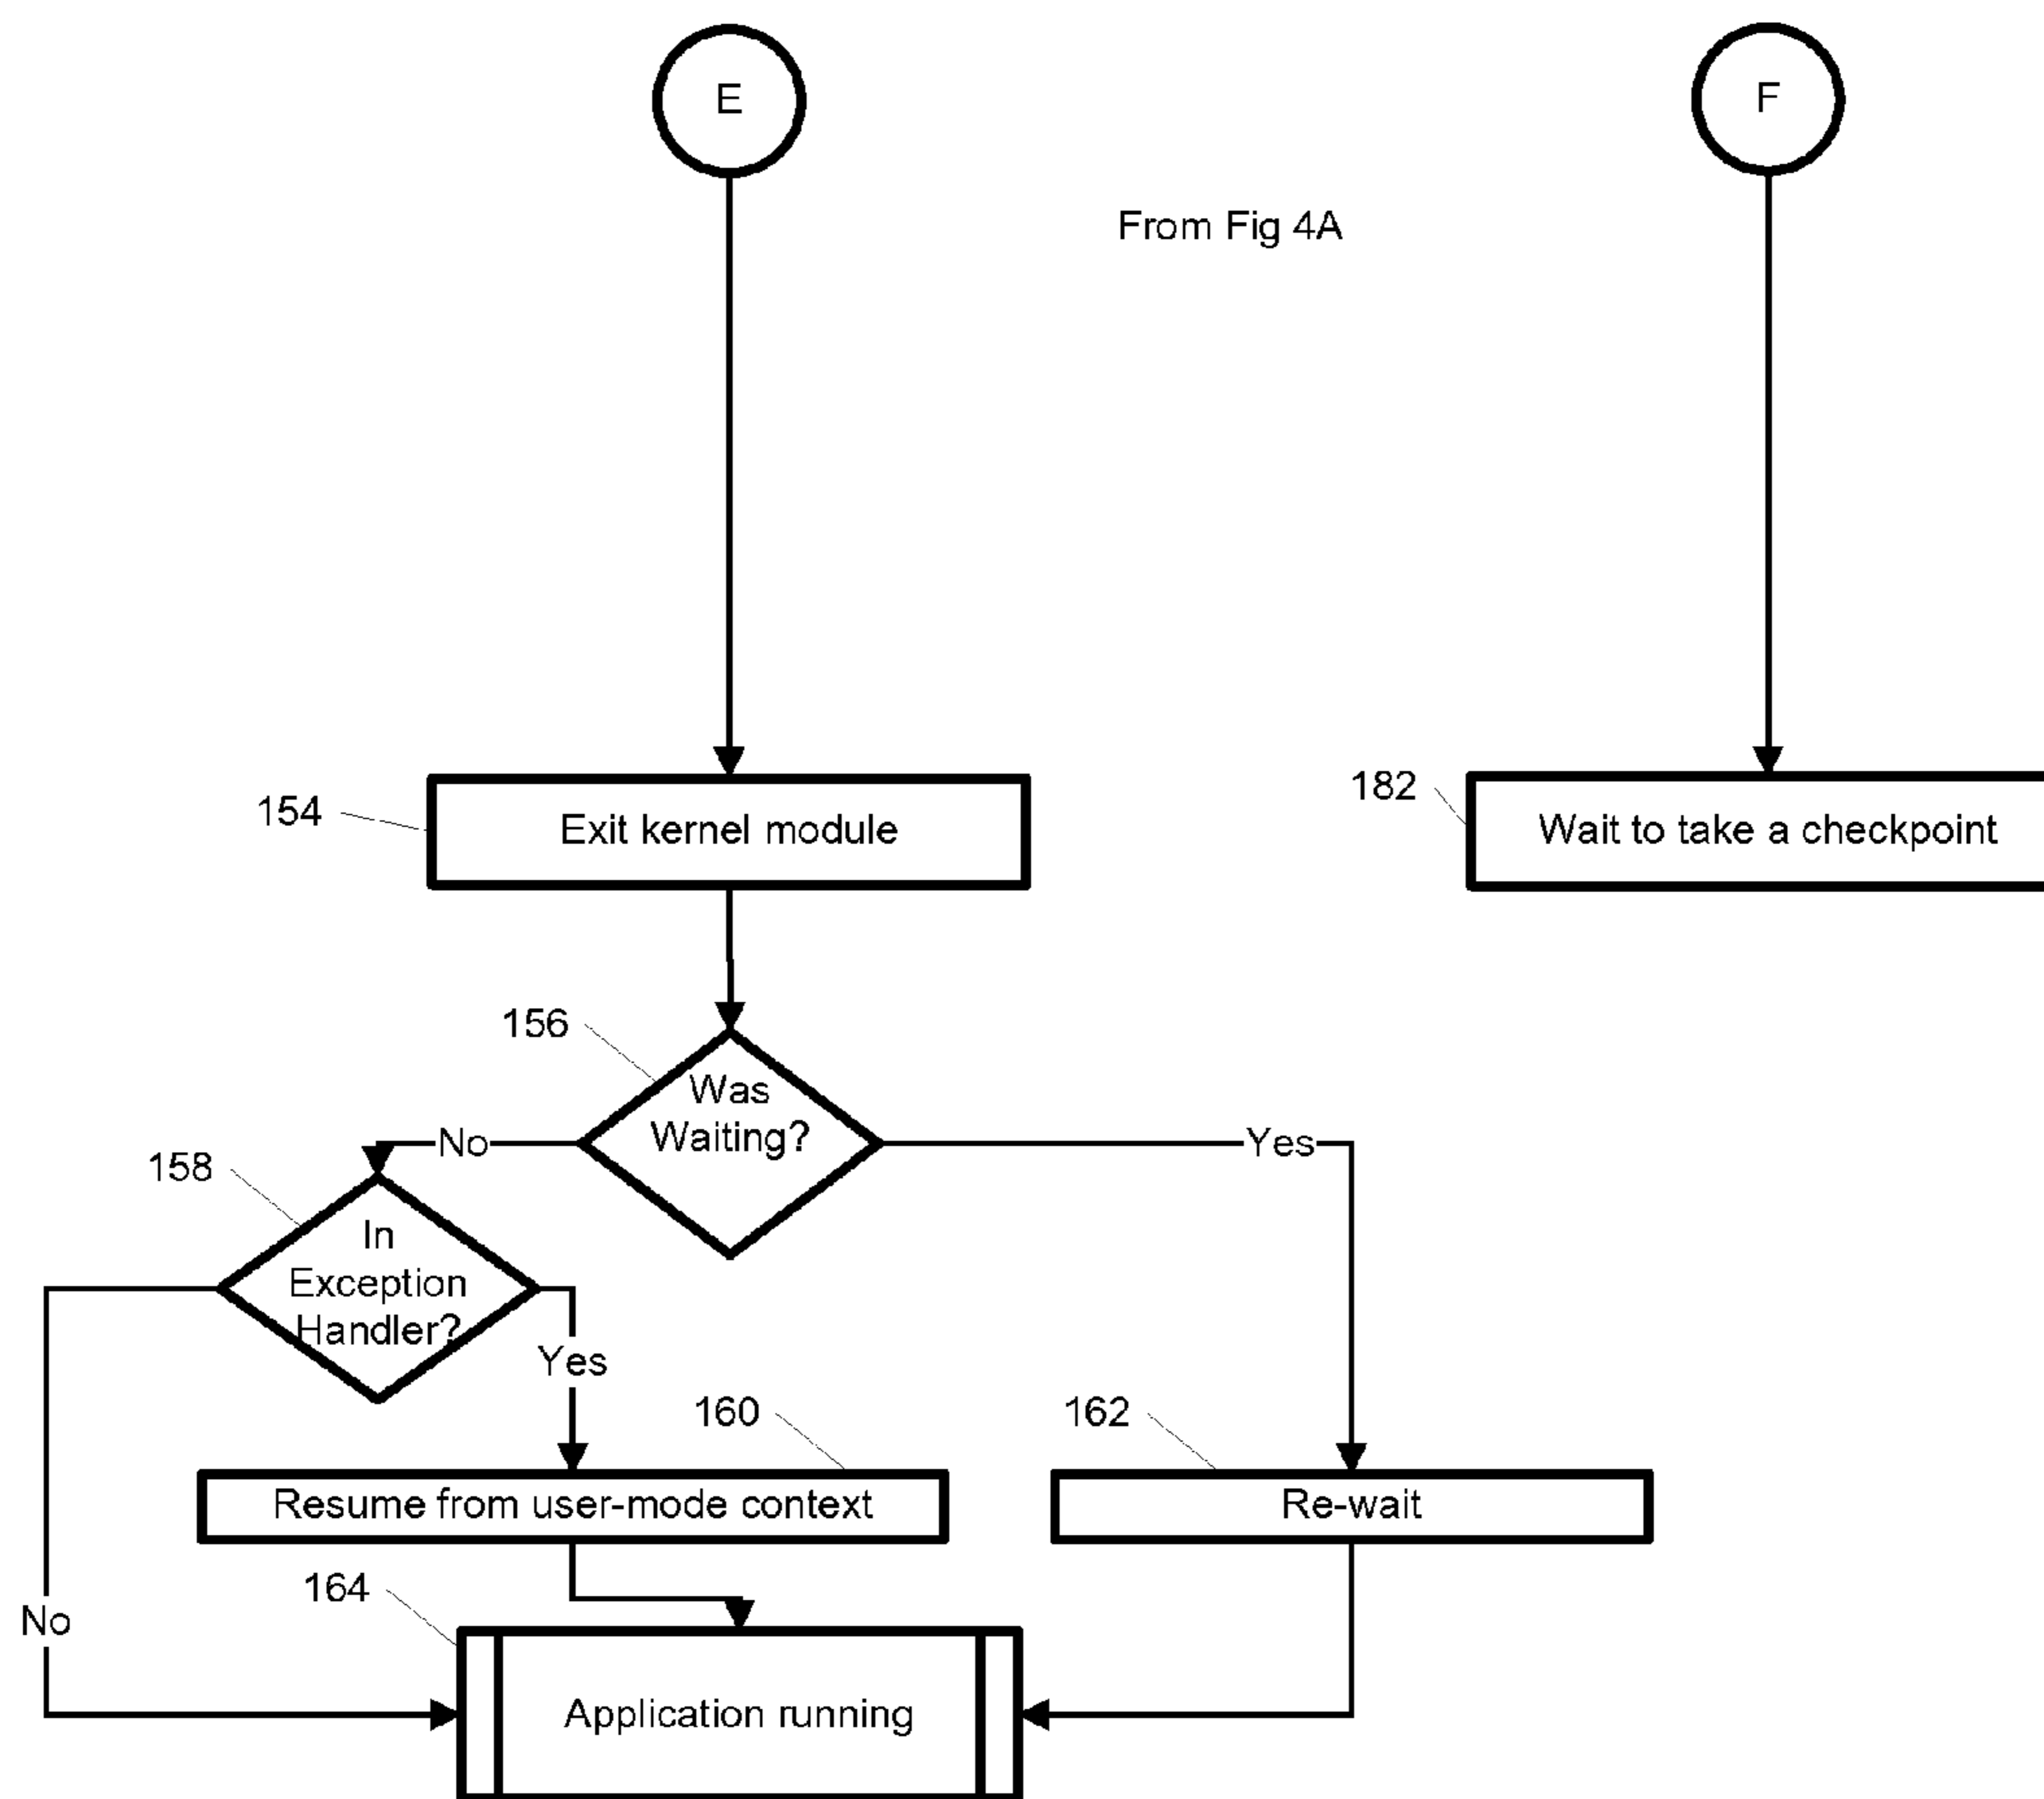 E
F
From Fig 4A
154
Exit kernel module
182
Wait to take a checkpoint
156
Was
Waiting?
No
Yes
158
In
Exception
Handler?
Yes
160
162
Resume from user-mode context
Re-wait
164
No
Application running